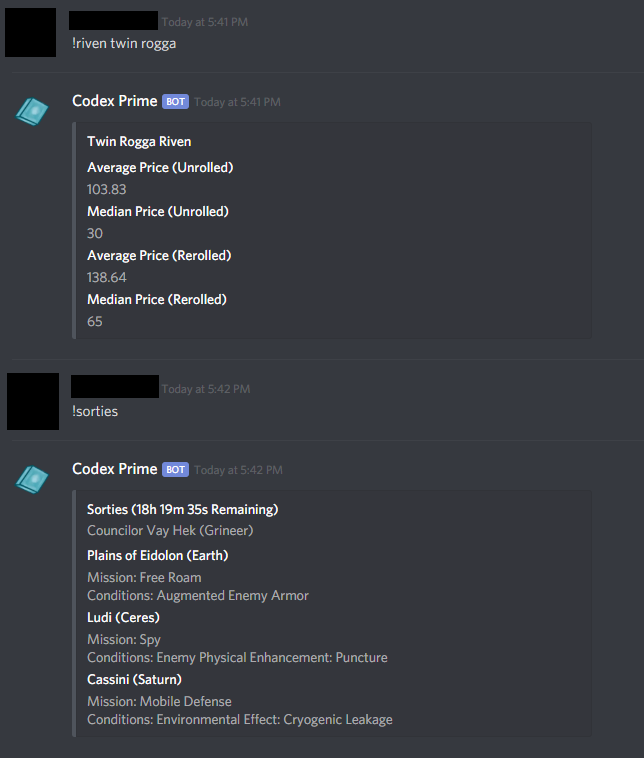 Today at 5:41 PM
!riven twin rogga
Codex Prime BOT Today at 5:41 PM
Twin Rogga Riven
Average Price (Unrolled)
103.83
Median Price (Unrolled)
30
Average Price (Rerolled)
138.64
Median Price (Rerolled)
65
Today at 5:42 PM
!sorties
Codex Prime BOT Today at 5:42 PM
Sorties (18h 19m 35s Remaining)
Councilor Vay Hek (Grineer)
Plains of Eidolon (Earth)
Mission: Free Roam
Conditions: Augmented Enemy Armor
Ludi (Ceres)
Mission: Spy
Conditions: Enemy Physical Enhancement: Puncture
Cassini (Saturn)
Mission: Mobile Defense
Conditions: Environmental Effect: Cryogenic Leakage